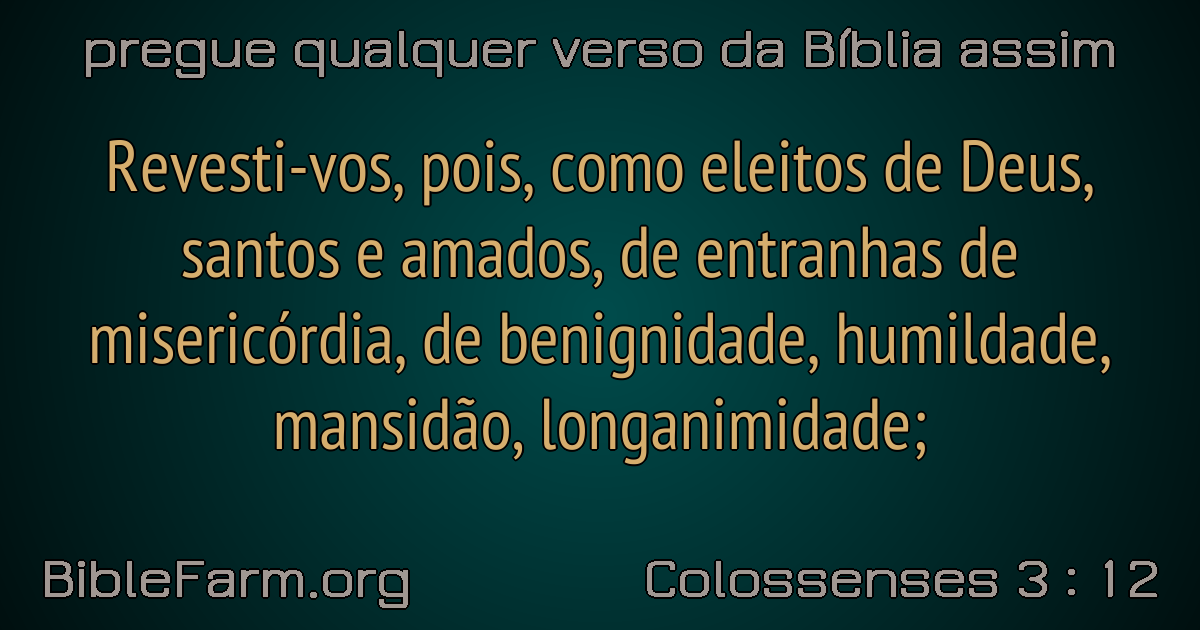 pregue qualquer verso da Bíblia assim
Revesti-vos, pois, como eleitos de Deus,
santos e amados, de entranhas de
misericórdia, de benignidade, humildade,
mansidão, longanimidade;
BibleFarm.org
Colossenses 3 : 12